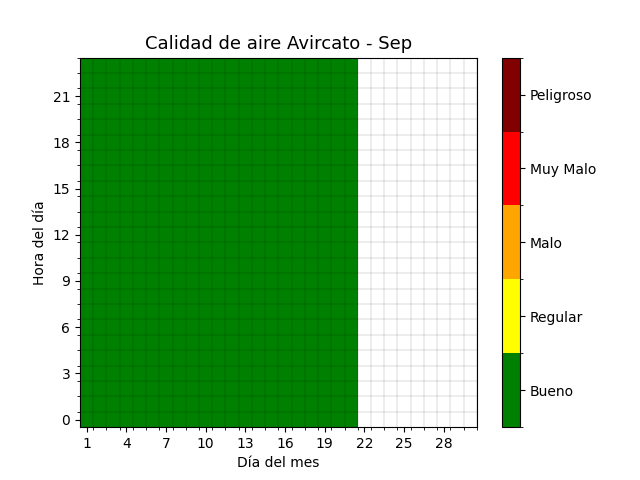 Calidad de aire Avircato - Sep
Hora del día
21
18
15
12
9
6
3
0
1 4 7 10 13 16 19 22 25 28
Día del mes
Peligroso
Muy Malo
Malo
Regular
Bueno